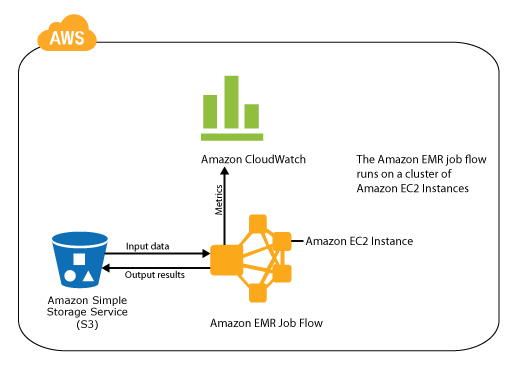 AWS
Amazon CloudWatch
The Amazon EMR job flow
runs on a cluster of
Amazon EC2 Instances
Metrics
Amazon EC2 Instance
Input data
Output results
Amazon Simple
Storage Service
(S3)
Amazon EMR Job Flow